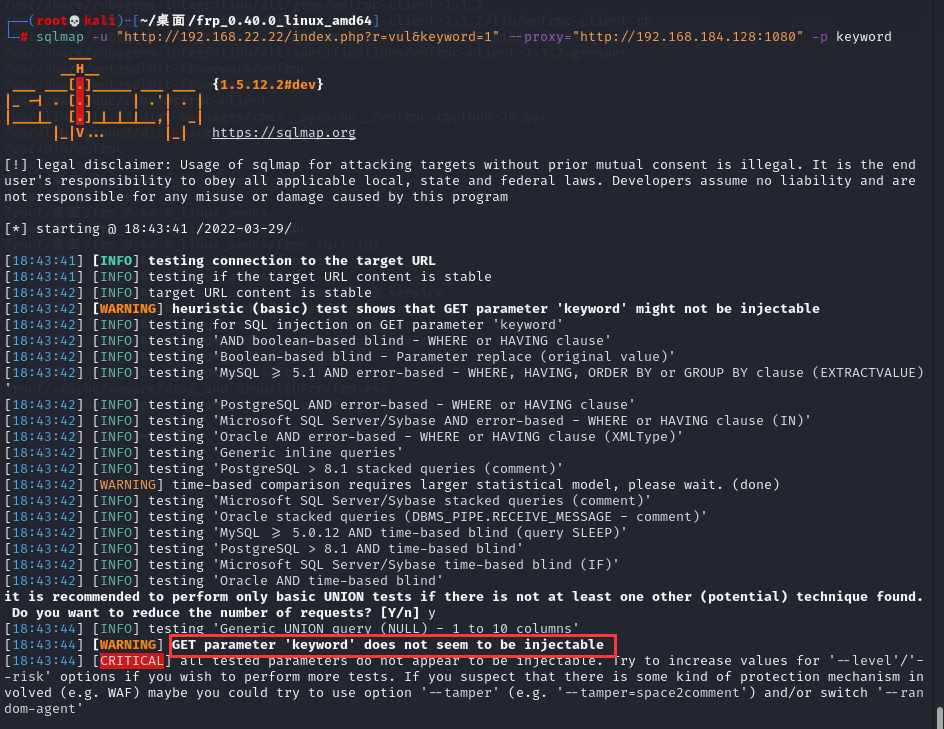 (root💀kali)-[~/桌面/frp_0.40.0_linux_amd64]
# sqlmap -u "http://192.168.22.22/index.php?r=vul&keyword=1" --proxy="http://192.168.184.128:1080" -p keyword
___
__H__
___ ___[.]_____ ___ ___ {1.5.12.2#dev}
|_ -| . [.] | .'| . |
|___|_ [.]_|_|_|__,| _|
|_|V... |_| https://sqlmap.org
[!] legal disclaimer: Usage of sqlmap for attacking targets without prior mutual consent is illegal. It is the end
user's responsibility to obey all applicable local, state and federal laws. Developers assume no liability and are
not responsible for any misuse or damage caused by this program
[*] starting @ 18:43:41 /2022-03-29/
[18:43:41] [INFO] testing connection to the target URL
[18:43:41] [INFO] testing if the target URL content is stable
[18:43:42] [INFO] target URL content is stable
[18:43:42] [WARNING] heuristic (basic) test shows that GET parameter 'keyword' might not be injectable
[18:43:42] [INFO] testing for SQL injection on GET parameter 'keyword'
[18:43:42] [INFO] testing 'AND boolean-based blind - WHERE or HAVING clause'
[18:43:42] [INFO] testing 'Boolean-based blind - Parameter replace (original value)'
[18:43:42] [INFO] testing 'MySQL ≥ 5.1 AND error-based - WHERE, HAVING, ORDER BY or GROUP BY clause (EXTRACTVALUE)
'
[18:43:42] [INFO] testing 'PostgreSQL AND error-based - WHERE or HAVING clause'
[18:43:42] [INFO] testing 'Microsoft SQL Server/Sybase AND error-based - WHERE or HAVING clause (IN)'
[18:43:42] [INFO] testing 'Oracle AND error-based - WHERE or HAVING clause (XMLType)'
[18:43:42] [INFO] testing 'Generic inline queries'
[18:43:42] [INFO] testing 'PostgreSQL > 8.1 stacked queries (comment)'
[18:43:42] [WARNING] time-based comparison requires larger statistical model, please wait. (done)
[18:43:42] [INFO] testing 'Microsoft SQL Server/Sybase stacked queries (comment)'
[18:43:42] [INFO] testing 'Oracle stacked queries (DBMS_PIPE.RECEIVE_MESSAGE - comment)'
[18:43:42] [INFO] testing 'MySQL ≥ 5.0.12 AND time-based blind (query SLEEP)'
[18:43:42] [INFO] testing 'PostgreSQL > 8.1 AND time-based blind'
[18:43:42] [INFO] testing 'Microsoft SQL Server/Sybase time-based blind (IF)'
[18:43:42] [INFO] testing 'Oracle AND time-based blind'
it is recommended to perform only basic UNION tests if there is not at least one other (potential) technique found.
Do you want to reduce the number of requests? [Y/n] y
[18:43:44] [INFO] testing 'Generic UNION query (NULL) - 1 to 10 columns'
[18:43:44] [WARNING] GET parameter 'keyword' does not seem to be injectable
[18:43:44] [CRITICAL] all tested parameters do not appear to be injectable. Try to increase values for '--level'/'-
-risk' options if you wish to perform more tests. If you suspect that there is some kind of protection mechanism in
volved (e.g. WAF) maybe you could try to use option '--tamper' (e.g. '--tamper=space2comment') and/or switch '--ran
dom-agent'